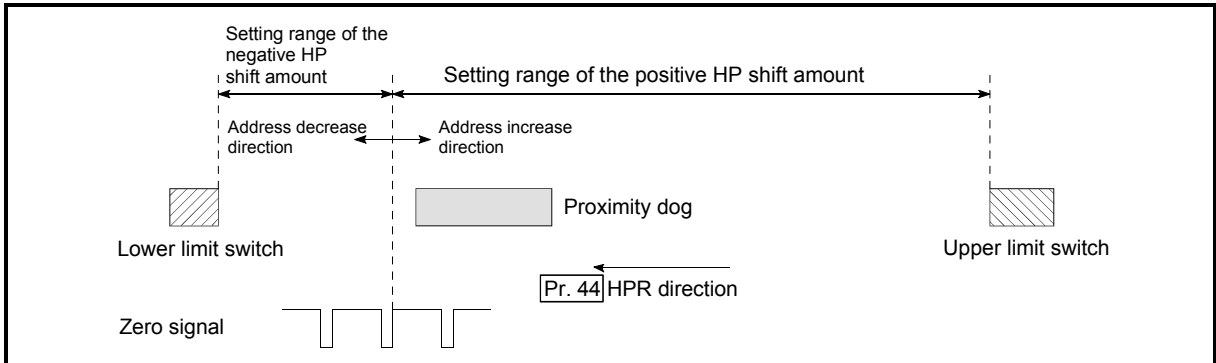 Setting range of the
negative HP
shift amount
Setting range of the positive HP shift amount
Address decrease
direction
Address increase
direction
Proximity dog
Lower limit switch
Upper limit switch
Pr. 44 HPR direction
Zero signal